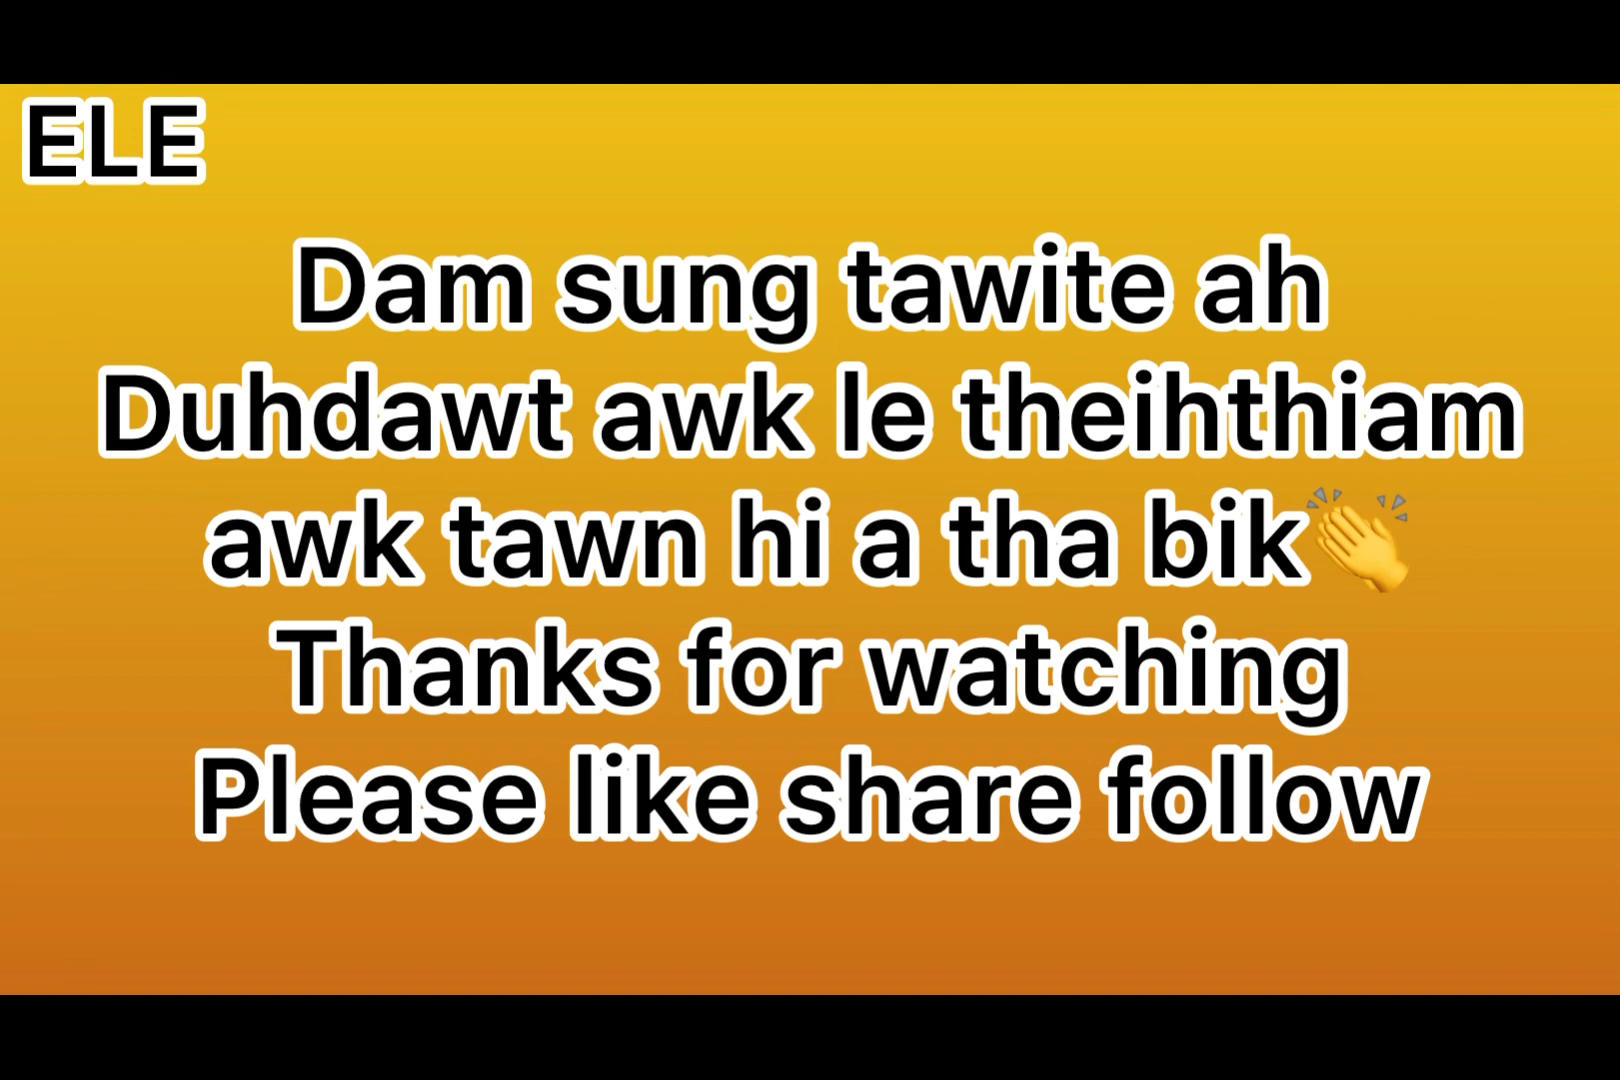 ELE
Dam sung tawite ah
Duhdawt awk le theihthiam
awk tawn hi a tha bik👏
Thanks for watching
Please like share follow